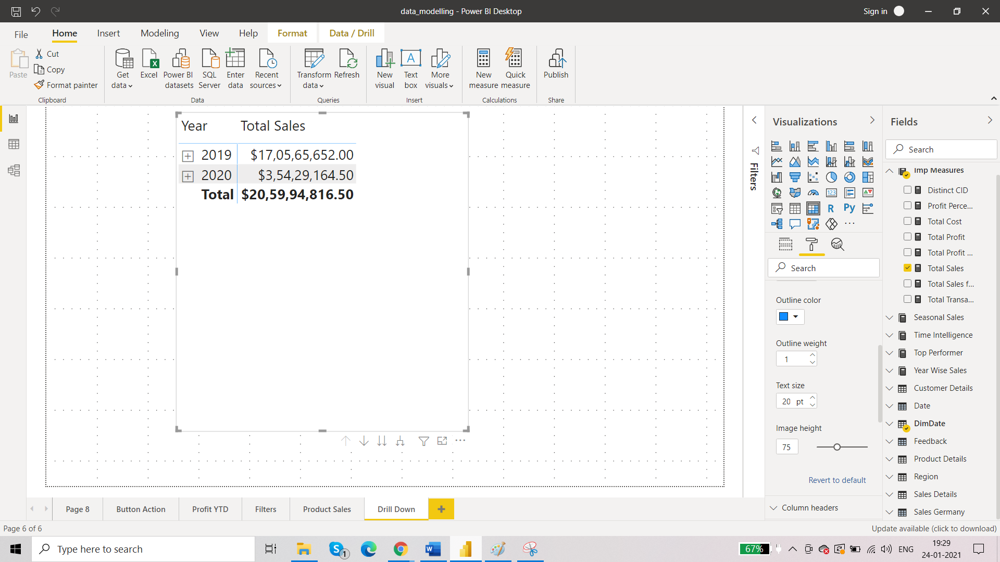 data_modelling - Power BI Desktop
Sign in
File Home Insert Modeling View Help Format Data / Drill
Paste
Cut
Copy
Format painter
Clipboard
Get data
Excel
Power BI datasets
SQL Server
Enter data
Recent sources
Data
Transform data
Refresh
Queries
New visual
Text box
More visuals
Insert
New measure
Quick measure
Calculations
Publish
Share
Year Total Sales
2019 $17,05,65,652.00
2020 $3,54,29,164.50
Total $20,59,94,816.50
Filters
Visualizations
123
R
Py
Search
Outline color
Outline weight
1
Text size
20 pt
Image height
75
Revert to default
Column headers
Fields
Search
Imp Measures
Distinct CID
Profit Perce...
Total Cost
Total Profit
Total Profit ...
Total Sales
Total Sales f...
Total Transa...
Seasonal Sales
Time Intelligence
Top Performer
Year Wise Sales
Customer Details
Date
DimDate
Feedback
Product Details
Region
Sales Details
Sales Germany
Page 8 Button Action Profit YTD Filters Product Sales Drill Down
Page 6 of 6
Update available (click to download)
Type here to search
1
67%
ENG
19:29
24-01-2021